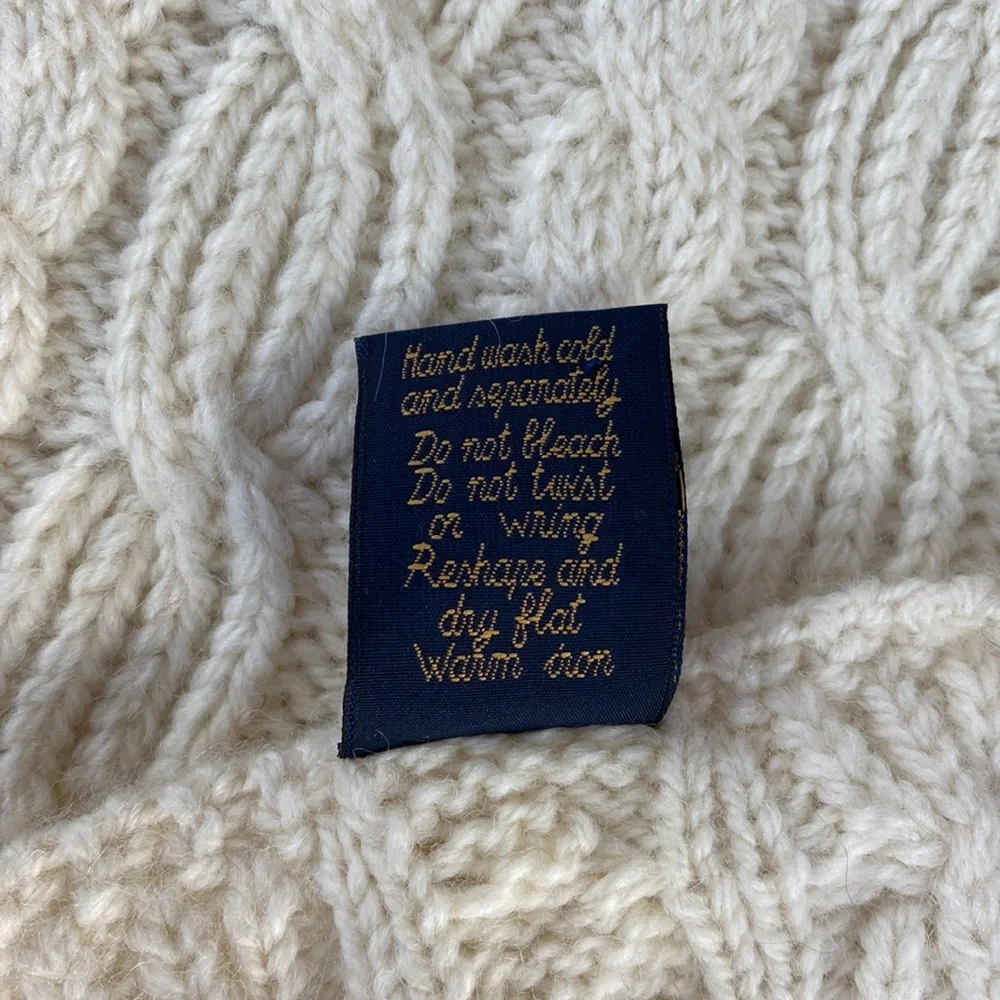 Hand wash cold
and separately
Do not bleach
Do not twist
or wring
Reshape and
dry flat
Warm iron